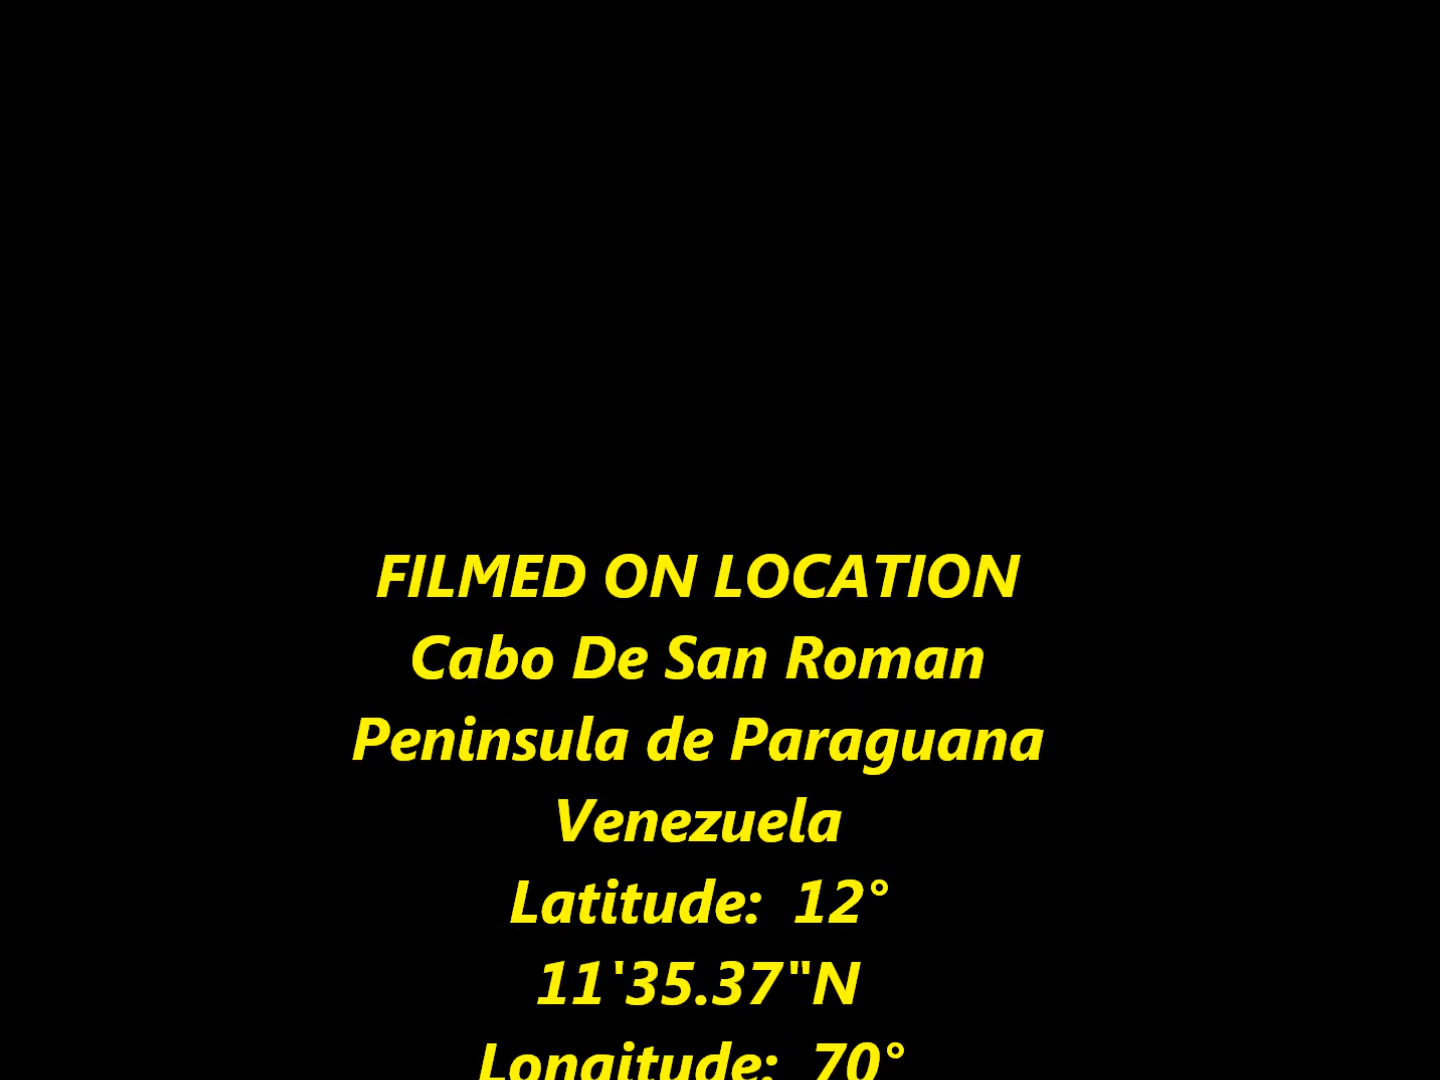 FILMED ON LOCATION
Cabo De San Roman
Peninsula de Paraguana
Venezuela
Latitude:  12°
11'35.37"N
Longitude:  70°